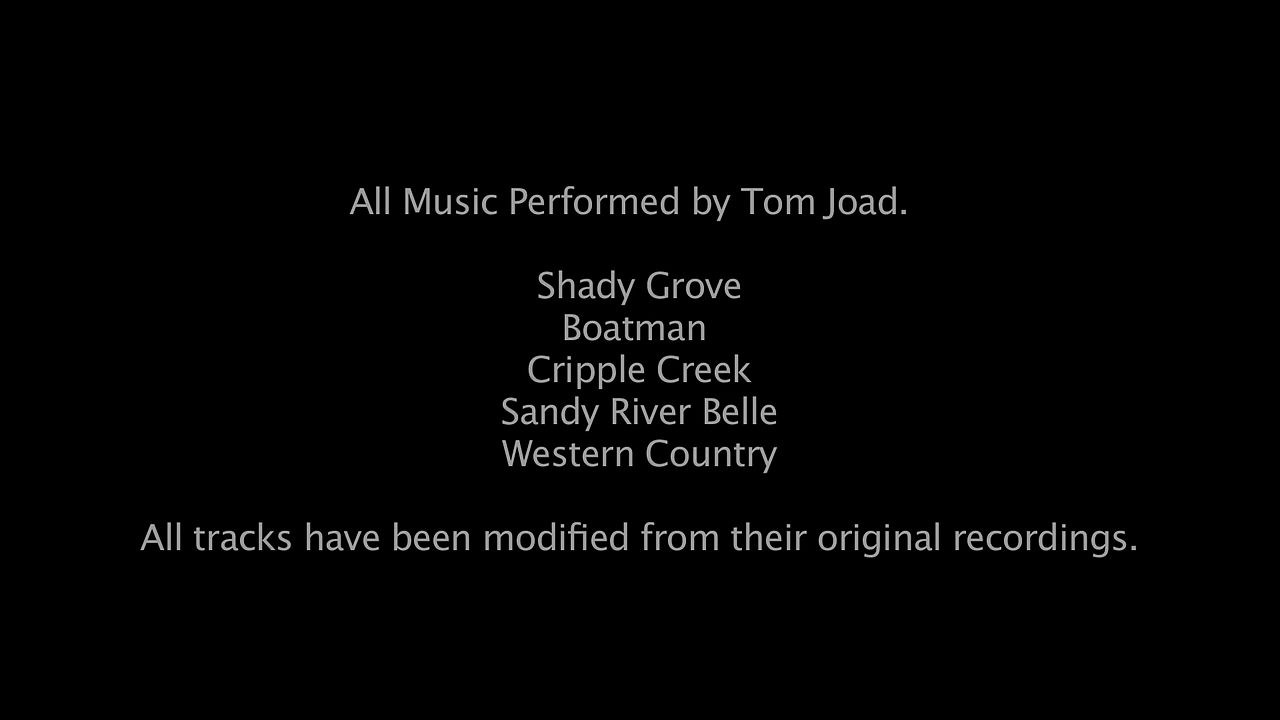 All Music Performed by Tom Joad.
Shady Grove
Boatman
Cripple Creek
Sandy River Belle
Western Country
All tracks have been modified from their original recordings.